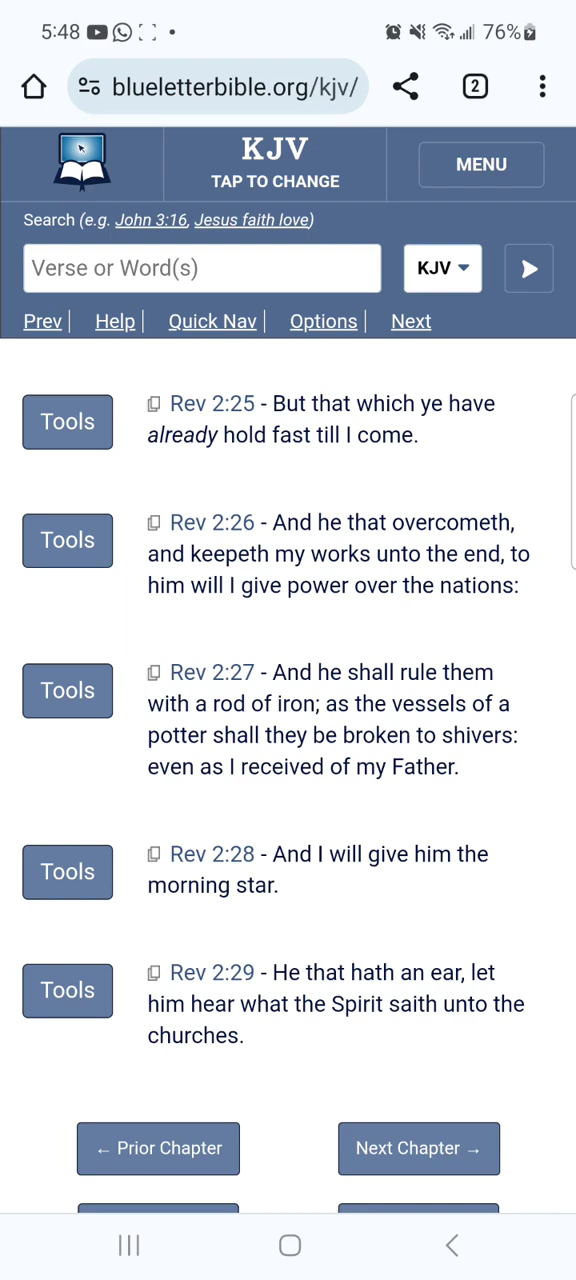 5:48
76%
blueletterbible.org/kjv/
2
KJV
TAP TO CHANGE
MENU
Search (e.g. John 3:16, Jesus faith love)
Verse or Word(s)
KJV
Prev | Help | Quick Nav | Options | Next
Tools
Rev 2:25 - But that which ye have
already hold fast till I come.
Tools
Rev 2:26 - And he that overcometh,
and keepeth my works unto the end, to
him will I give power over the nations:
Tools
Rev 2:27 - And he shall rule them
with a rod of iron; as the vessels of a
potter shall they be broken to shivers:
even as I received of my Father.
Tools
Rev 2:28 - And I will give him the
morning star.
Tools
Rev 2:29 - He that hath an ear, let
him hear what the Spirit saith unto the
churches.
← Prior Chapter
Next Chapter →